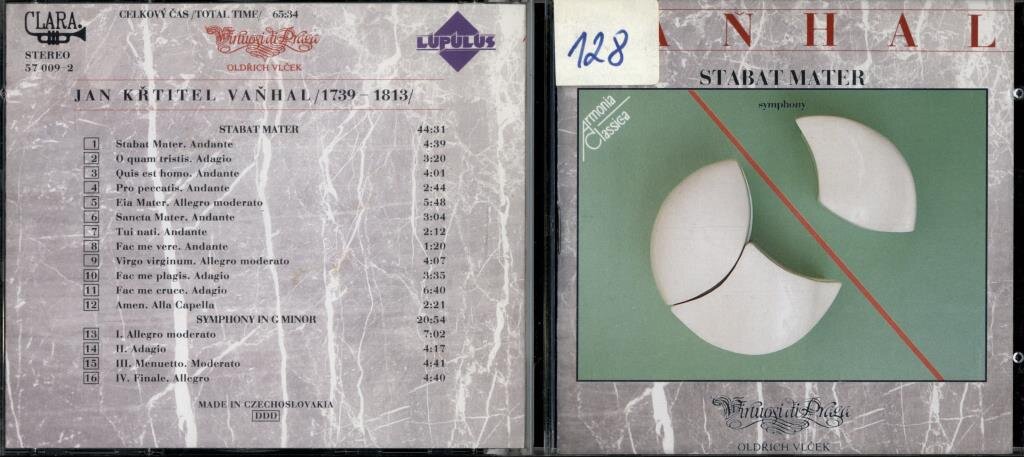 CLARA.
STEREO
57 009-2
CELKOVÝ ČAS /TOTAL TIME/ 65:34
Virtuosi di Praga
OLDŘICH VLČEK
LUPULUS
JAN KŘTITEL VAŇHAL /1739 – 1813/
STABAT MATER 44:31
1 Stabat Mater. Andante 4:39
2 O quam tristis. Adagio 3:20
3 Quis est homo. Andante 4:01
4 Pro peccatis. Andante 2:44
5 Eia Mater. Allegro moderato 5:48
6 Sancta Mater. Andante 3:04
7 Tui nati. Andante 2:12
8 Fac me vere. Andante 1:20
9 Virgo virginum. Allegro moderato 4:07
10 Fac me plagis. Adagio 3:35
11 Fac me cruce. Adagio 6:40
12 Amen. Alla Capella 2:21
SYMPHONY IN G MINOR 20:54
13 I. Allegro moderato 7:02
14 II. Adagio 4:17
15 III. Menuetto. Moderato 4:41
16 IV. Finale. Allegro 4:40
MADE IN CZECHOSLOVAKIA
DDD
128
ŇHAL
STABAT MATER
symphony
Armonia
Classica
Virtuosi di Praga
OLDŘICH VLČEK